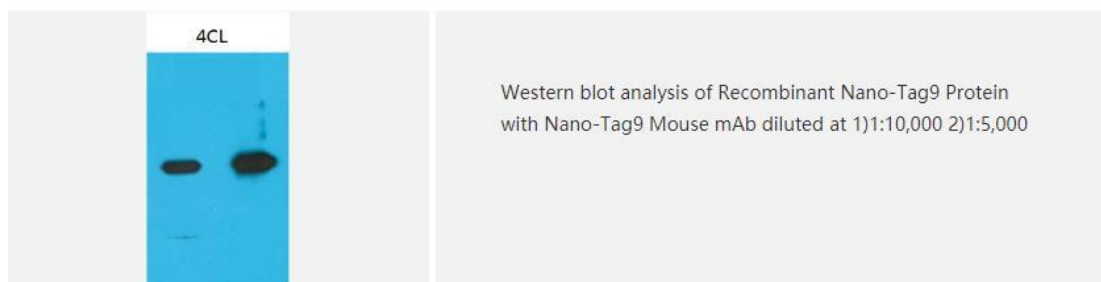 4CL
Western blot analysis of Recombinant Nano-Tag9 Protein
with Nano-Tag9 Mouse mAb diluted at 1)1:10,000 2)1:5,000